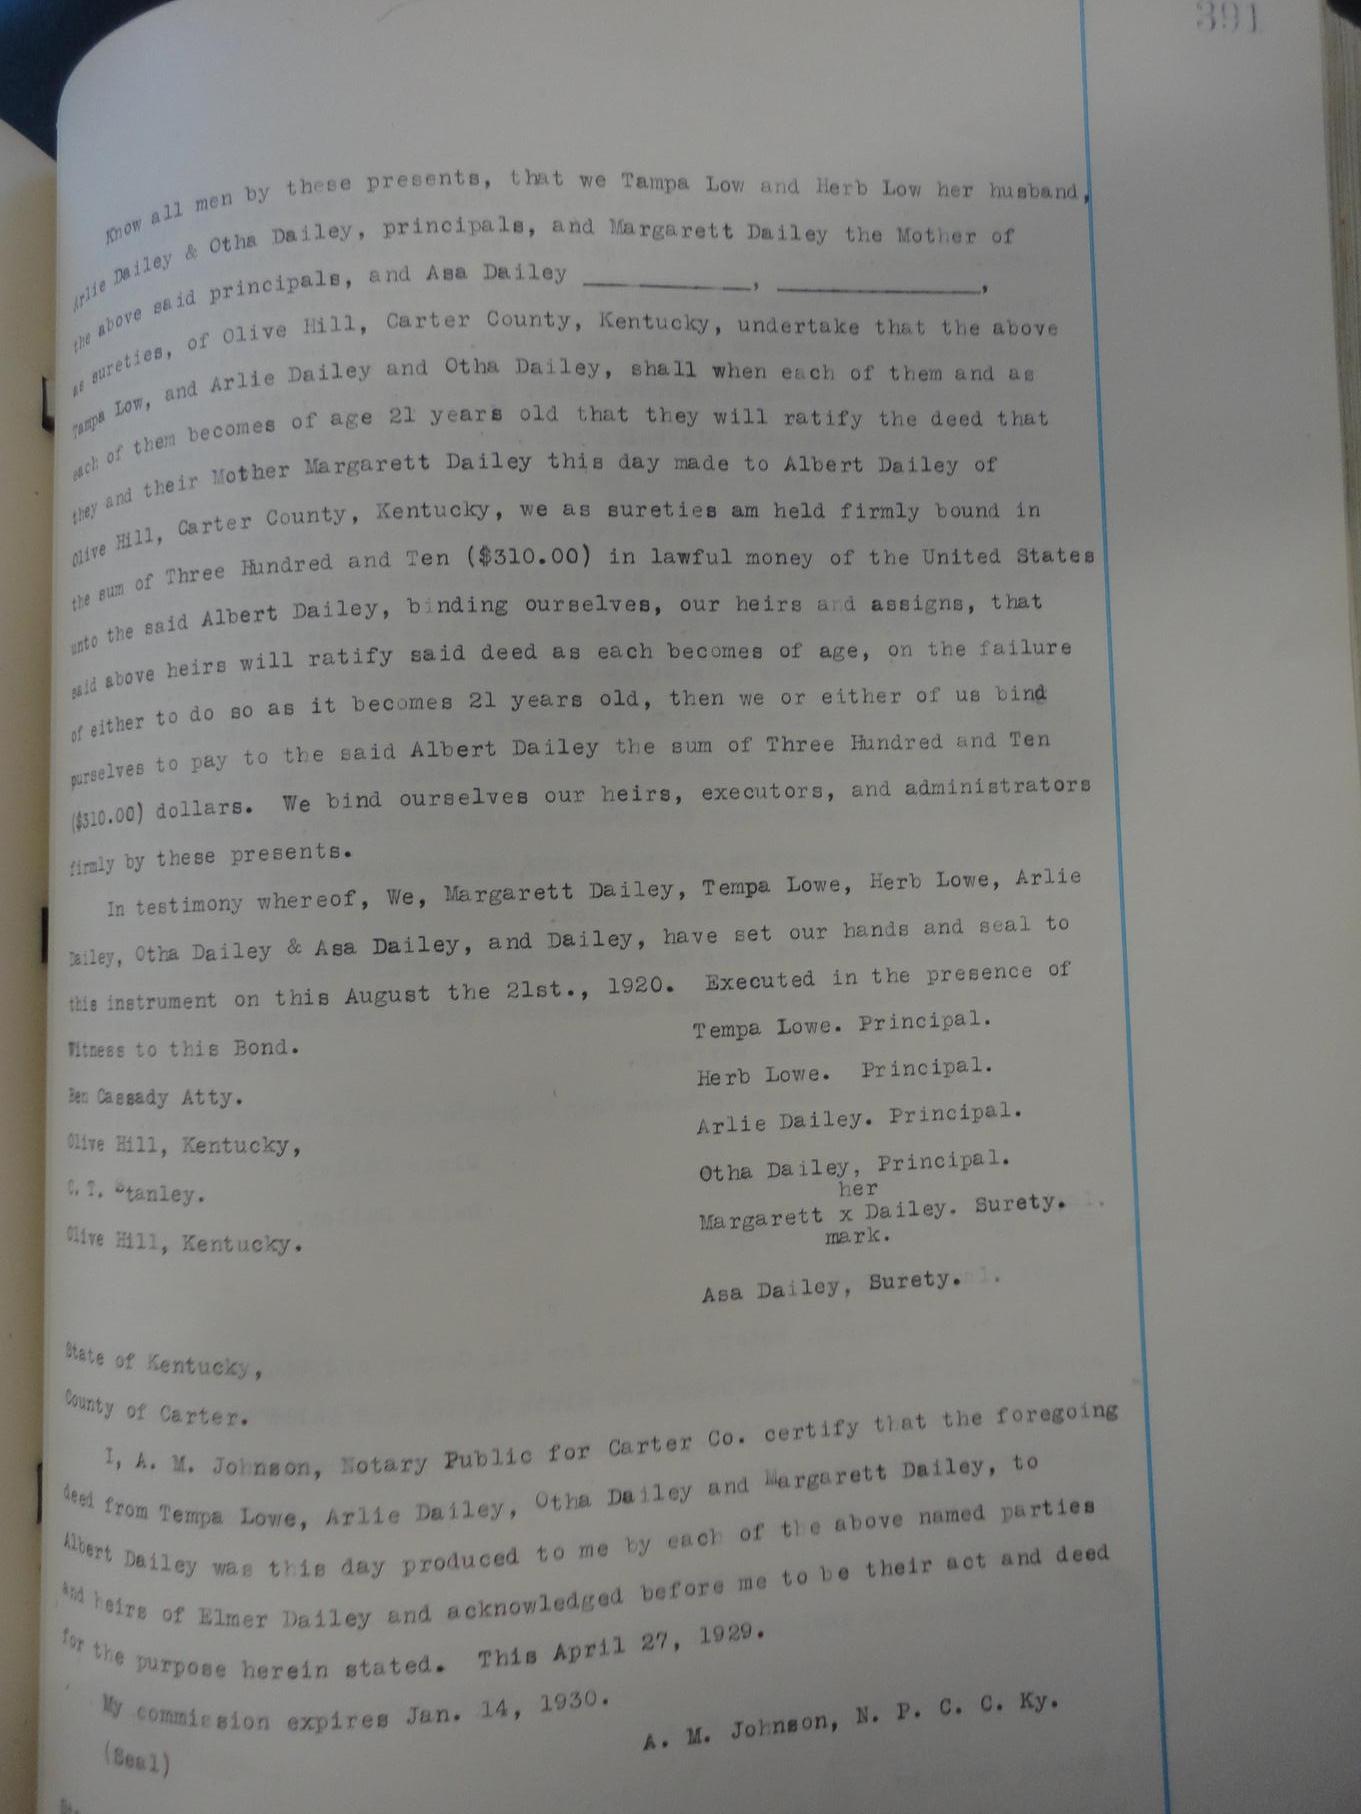 391
Know all men by these presents, that we Tampa Low and Herb Low her husband,
Arlie Dailey & Otha Dailey, principals, and Margarett Dailey the Mother of
the above said principals, and Asa Dailey __________, ____________,
as sureties, of Olive Hill, Carter County, Kentucky, undertake that the above
Tampa Low, and Arlie Dailey and Otha Dailey, shall when each of them and as
each of them becomes of age 21 years old that they will ratify the deed that
they and their Mother Margarett Dailey this day made to Albert Dailey of
Olive Hill, Carter County, Kentucky, we as sureties am held firmly bound in
the sum of Three Hundred and Ten ($310.00) in lawful money of the United States
unto the said Albert Dailey, binding ourselves, our heirs and assigns, that
said above heirs will ratify said deed as each becomes of age, on the failure
of either to do so as it becomes 21 years old, then we or either of us bind
ourselves to pay to the said Albert Dailey the sum of Three Hundred and Ten
($310.00) dollars. We bind ourselves our heirs, executors, and administrators
firmly by these presents.
In testimony whereof, We, Margarett Dailey, Tempa Lowe, Herb Lowe, Arlie
Dailey, Otha Dailey & Asa Dailey, and Dailey, have set our hands and seal to
this instrument on this August the 21st., 1920. Executed in the presence of
Tempa Lowe. Principal.
Witness to this Bond.
Herb Lowe. Principal.
Ben Cassady Atty.
Arlie Dailey. Principal.
Olive Hill, Kentucky,
Otha Dailey, Principal.
C. T. Stanley.
her
Margarett x Dailey. Surety.
mark.
Olive Hill, Kentucky.
Asa Dailey, Surety.
State of Kentucky,
County of Carter.
I, A. M. Johnson, Notary Public for Carter Co. certify that the foregoing
deed from Tempa Lowe, Arlie Dailey, Otha Dailey and Margarett Dailey, to
Albert Dailey was this day produced to me by each of the above named parties
and heirs of Elmer Dailey and acknowledged before me to be their act and deed
for the purpose herein stated. This April 27, 1929.
My commission expires Jan. 14, 1930.
A. M. Johnson, N. P. C. C. Ky.
(Seal)